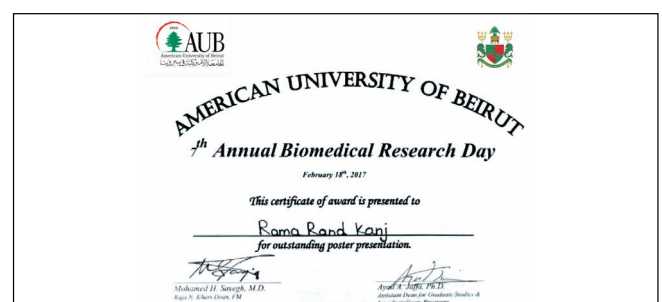 AUB
American University of Beirut
AMERICAN UNIVERSITY OF BEIRUT
7th Annual Biomedical Research Day
February 18th, 2017
This certificate of award is presented to
Rama Rand Kanj
for outstanding poster presentation.
Mohamed H. Sayegh, M.D.
Raja N. Khuri Dean, FM
Ayad A. Jaffa, Ph.D.
Assistant Dean for Graduate Studies &